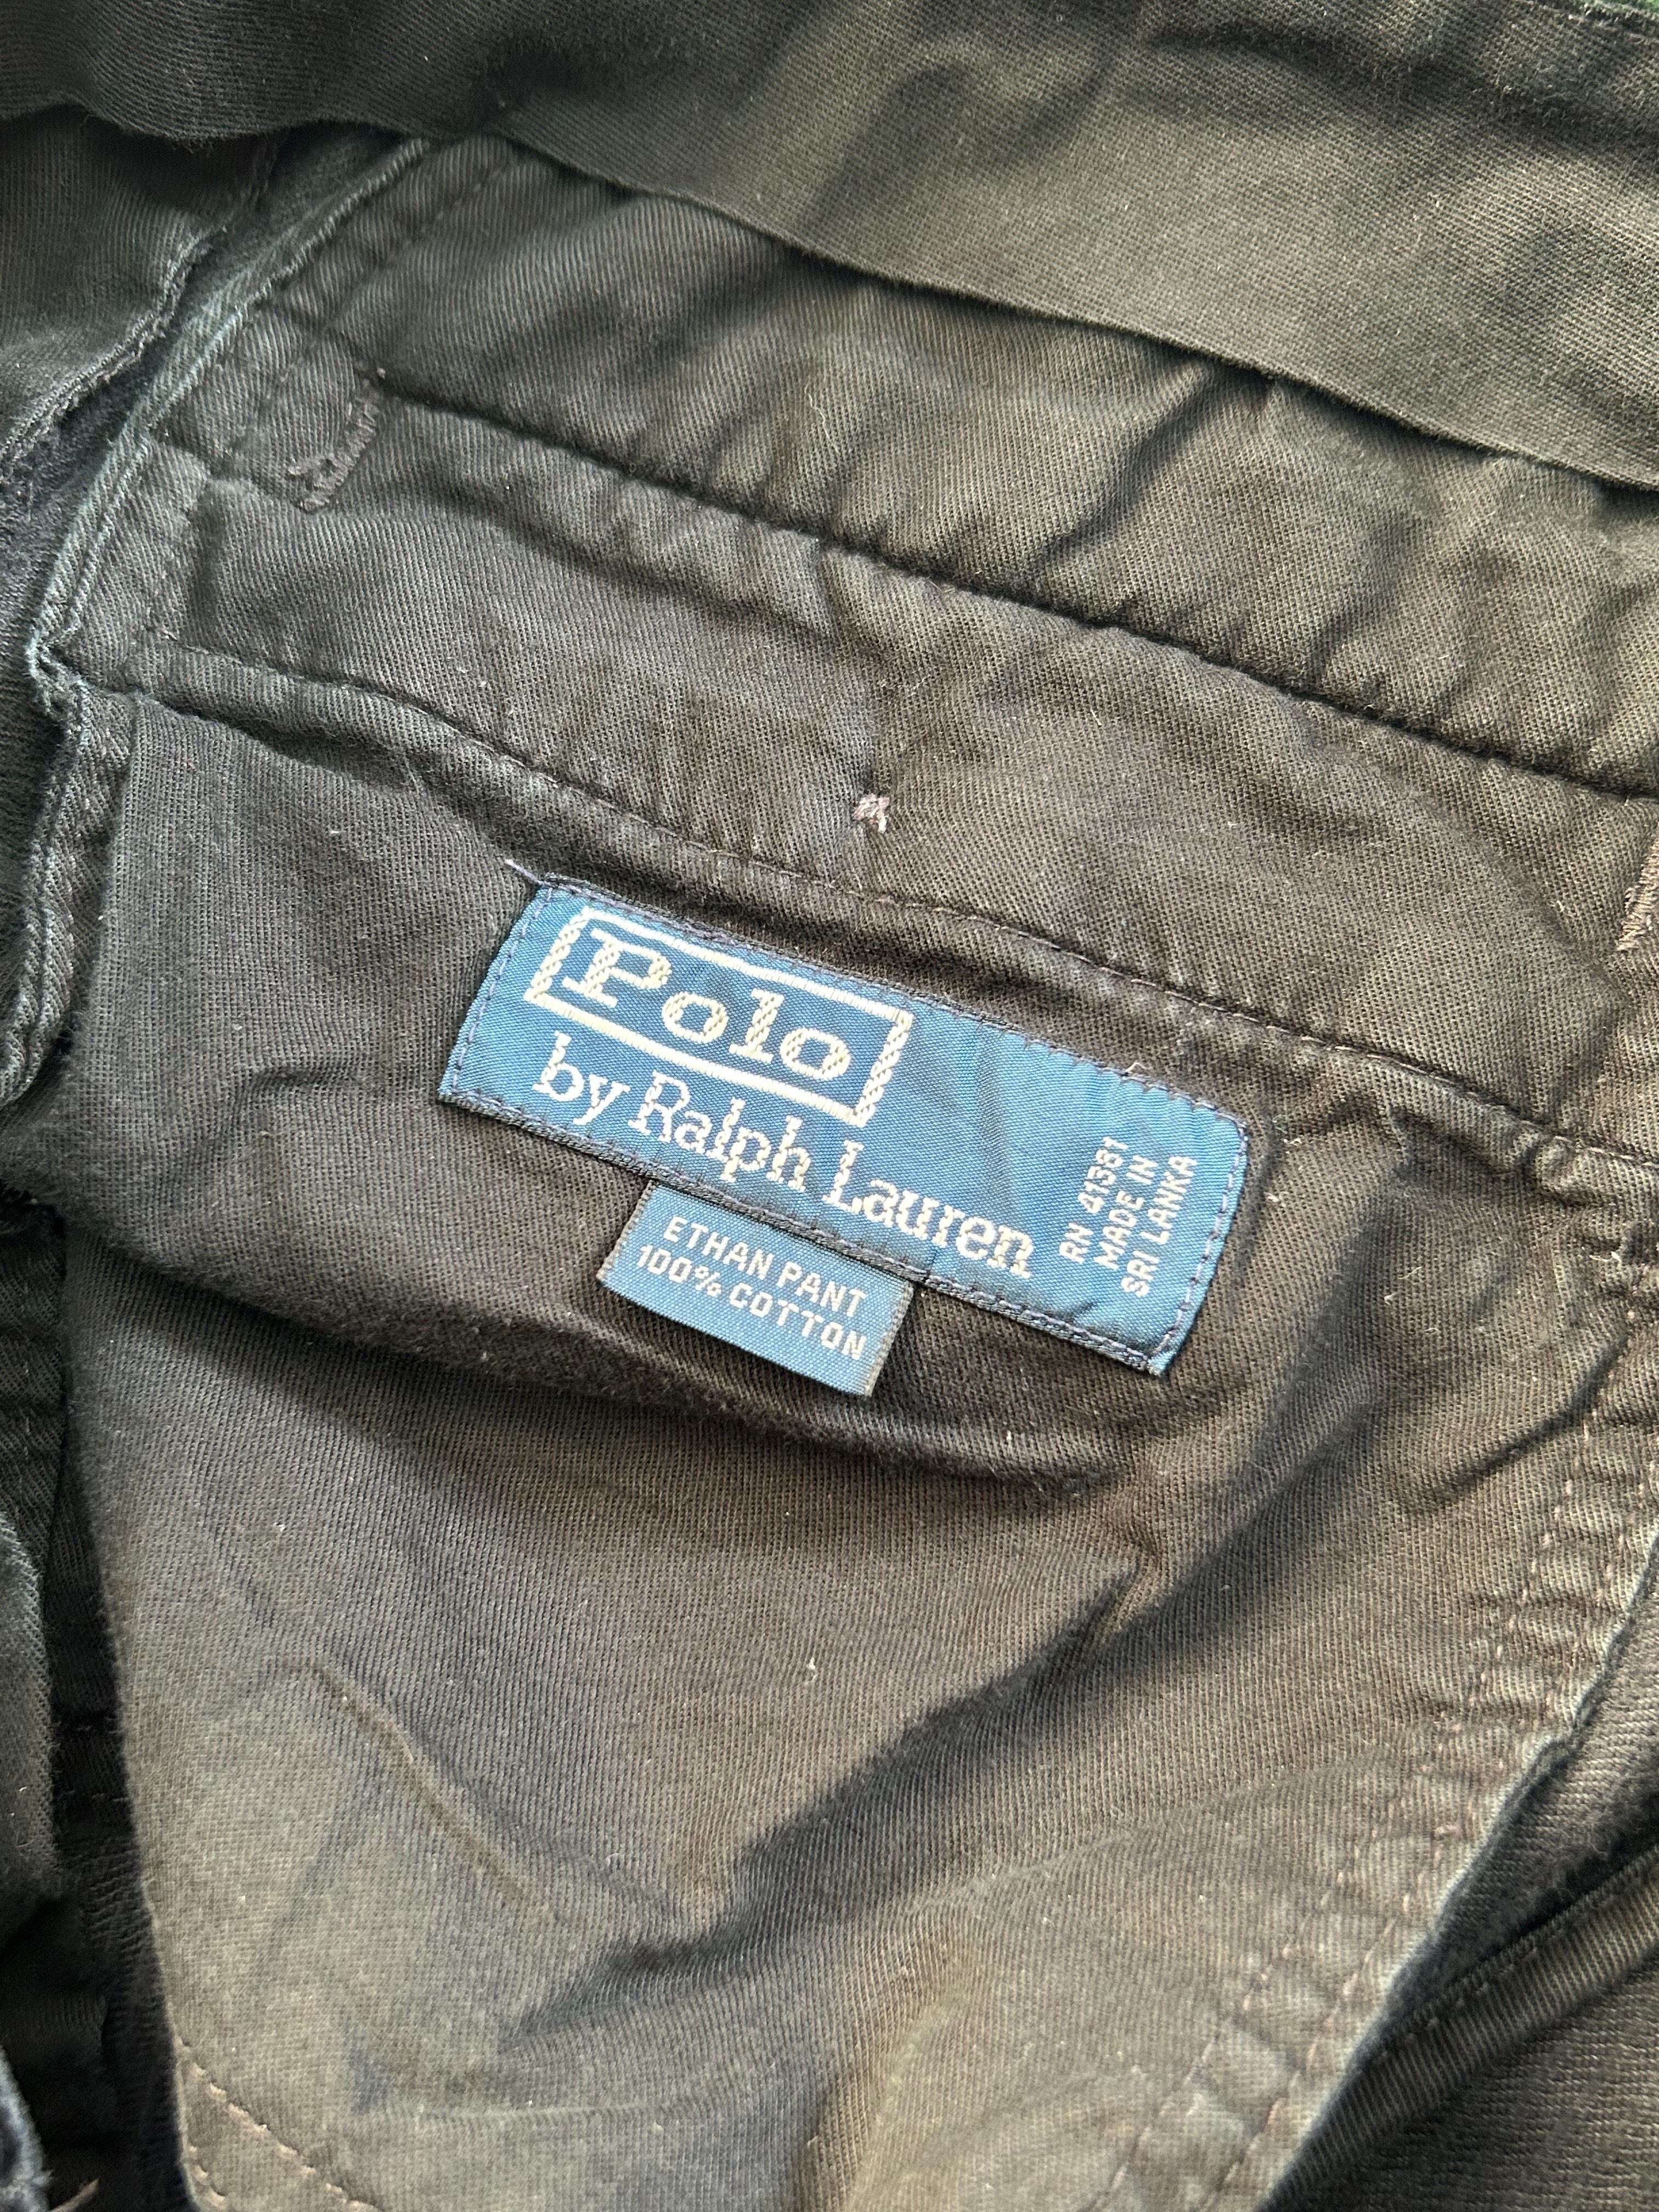 Polo
by Ralph Lauren
RN 41381
MADE IN
SRI LANKA
ETHAN PANT
100% COTTON